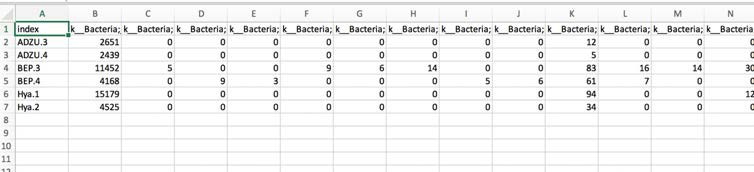 A B C D E F G H I J K L M N
1 index k__Bacteria; k__Bacteria; k__Bacteria; k__Bacteria; k__Bacteria; k__Bacteria; k__Bacteria; k__Bacteria; k__Bacteria; k__Bacteria; k__Bacteria; k__Bacteria; k__Bacteria
2 ADZU.3 2651 0 0 0 0 0 0 0 0 12 0 0 0
3 ADZU.4 2439 0 0 0 0 0 0 0 0 5 0 0 0
4 BEP.3 11452 5 0 0 9 6 14 0 0 83 16 14 30
5 BEP.4 4168 0 9 3 0 0 0 5 6 61 7 0 0
6 Hya.1 15179 0 0 0 0 0 0 0 0 94 0 0 12
7 Hya.2 4525 0 0 0 0 0 0 0 0 34 0 0 0
8
9
10
11